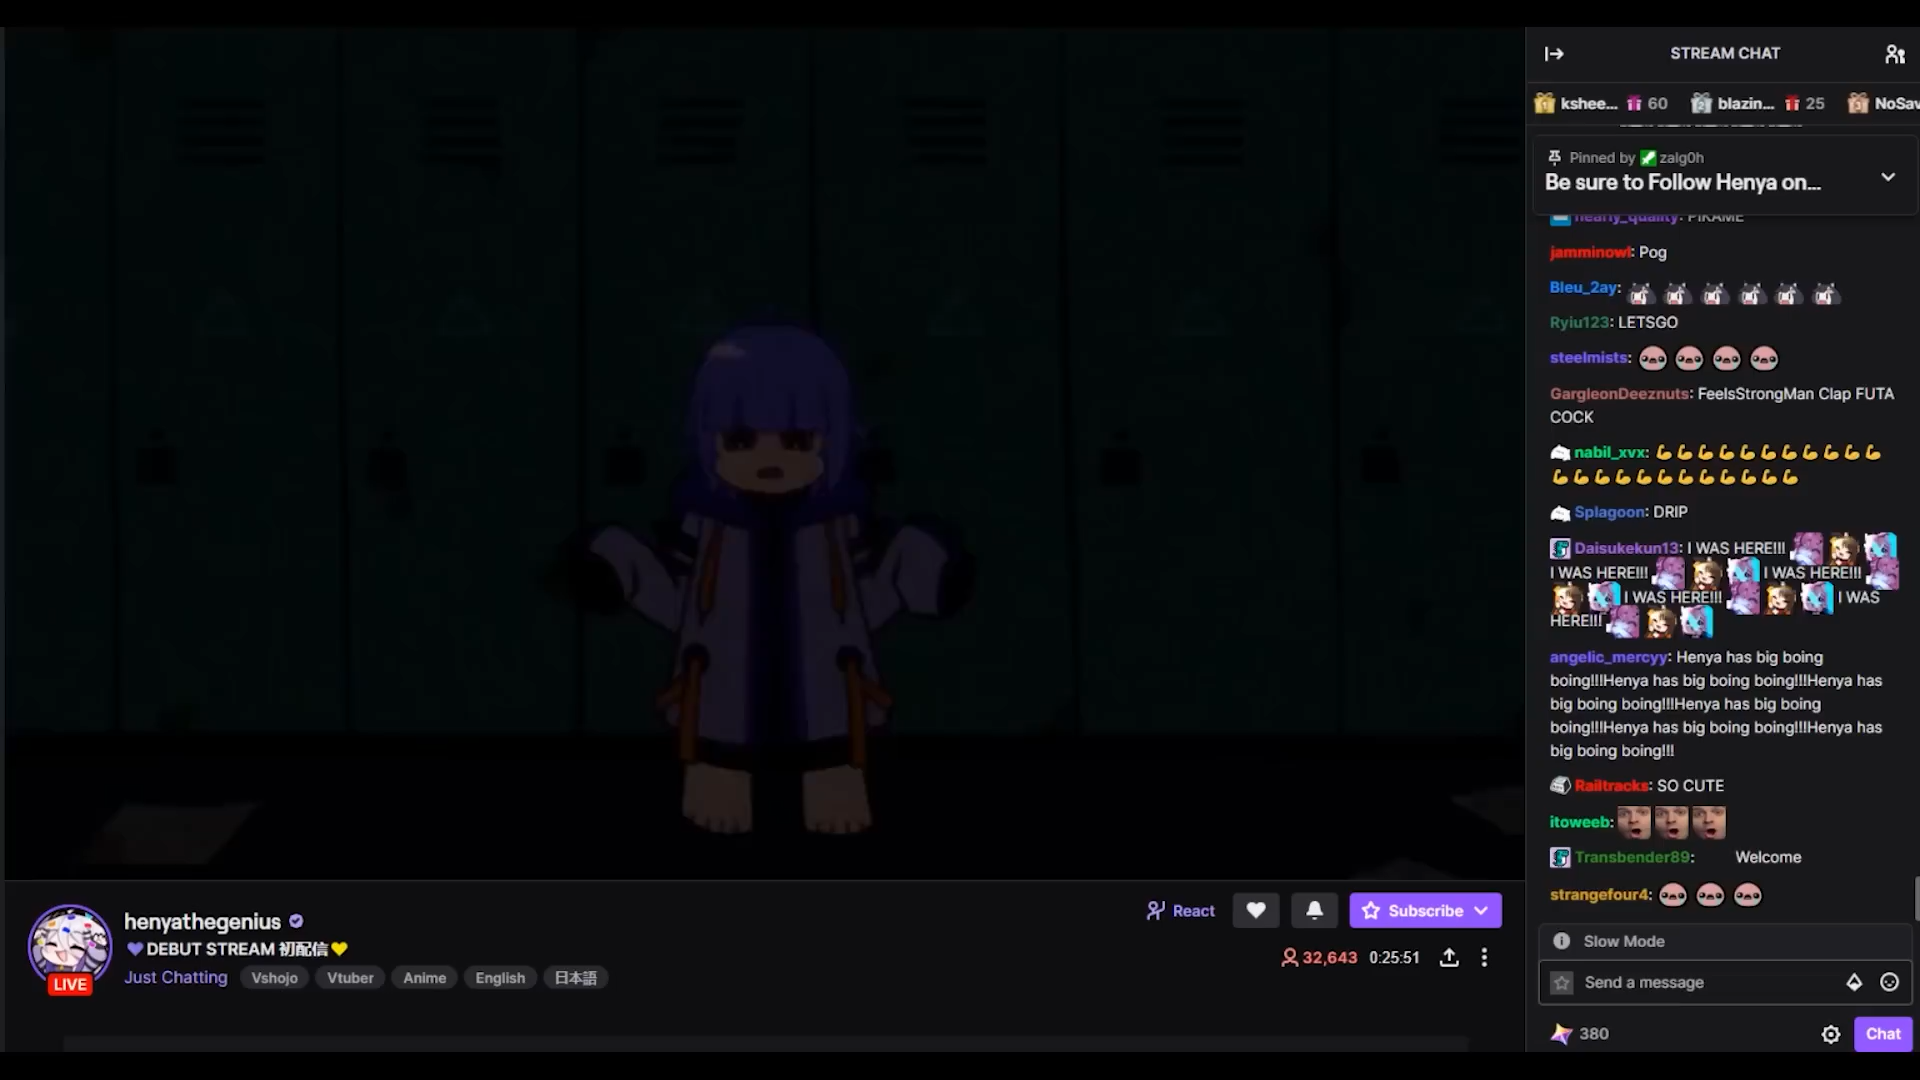 STREAM CHAT
kshee... 60 blazin... 25 NoSav
Pinned by zalg0h
Be sure to Follow Henya on...
nearly_quality: PIKAME
jamminowl: Pog
Bleu_2ay:
Ryiu123: LETSGO
steelmists:
GargleonDeeznuts: FeelsStrongMan Clap FUTA
COCK
nabil_xvx:
Splagoon: DRIP
Daisukekun13: I WAS HERE!!!
I WAS HERE!!! I WAS HERE!!!
I WAS HERE!!! I WAS
HERE!!!
angelic_mercyy: Henya has big boing
boing!!!Henya has big boing boing!!!Henya has
big boing boing!!!Henya has big boing
boing!!!Henya has big boing boing!!!Henya has
big boing boing!!!
Railtracks: SO CUTE
itoweeb:
Transbender89: Welcome
strangefour4:
Slow Mode
Send a message
380
Chat
henyathegenius
💜DEBUT STREAM 初配信💛
Just Chatting Vshojo Vtuber Anime English 日本語
LIVE
React Subscribe
32,643 0:25:51